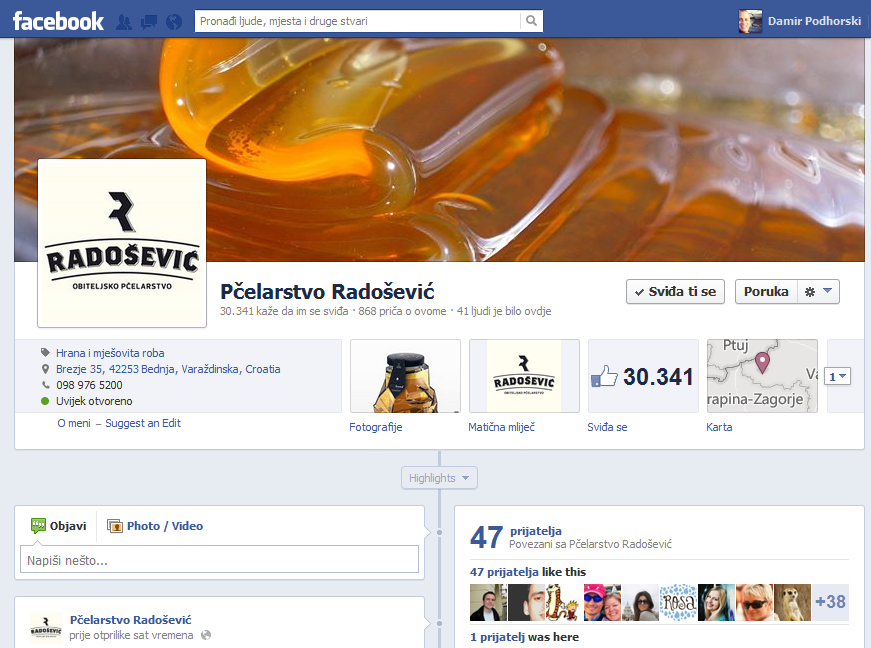 facebook
Pronađi ljude, mjesta i druge stvari
Damir Podhorski
R
RADOŠEVIĆ
OBITELJSKO PČELARSTVO
Pčelarstvo Radošević
30.341 kaže da im se sviđa · 868 priča o ovome · 41 ljudi je bilo ovdje
Sviđa ti se
Poruka
Hrana i mješovita roba
Brezje 35, 42253 Bednja, Varaždinska, Croatia
098 976 5200
Uvijek otvoreno
O meni – Suggest an Edit
Fotografije
RADOŠEVIĆ
Matična mliječ
30.341
Sviđa se
Ptuj
Va
rapina-Zagorje
Karta
1
Highlights
Objavi
Photo / Video
Napiši nešto...
47 prijatelja
Povezani sa Pčelarstvo Radošević
47 prijatelja like this
Rosa
+38
1 prijatelj was here
RADOŠEVIĆ
Pčelarstvo Radošević
prije otprilike sat vremena